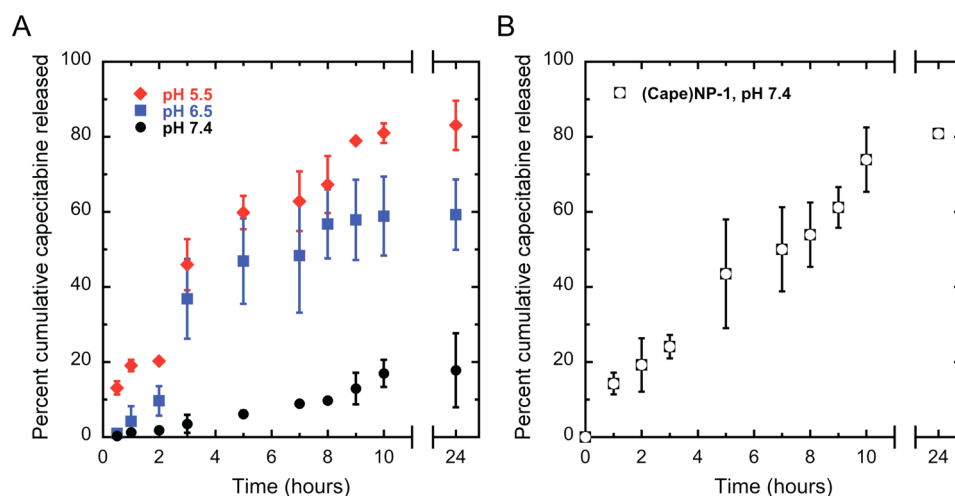 A
Percent cumulative capecitabine released
100
80
60
40
20
0
pH 5.5
pH 6.5
pH 7.4
0 2 4 6 8 10 24
Time (hours)
B
Percent cumulative capecitabine released
100
80
60
40
20
0
(Cape)NP-1, pH 7.4
0 2 4 6 8 10 24
Time (hours)